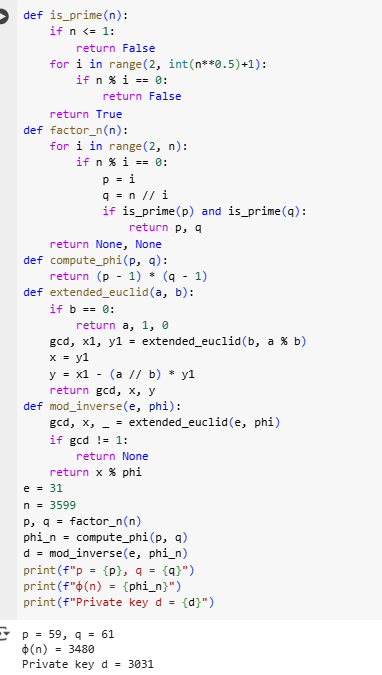 def is_prime(n):
    if n <= 1:
        return False
    for i in range(2, int(n**0.5)+1):
        if n % i == 0:
            return False
    return True
def factor_n(n):
    for i in range(2, n):
        if n % i == 0:
            p = i
            q = n // i
            if is_prime(p) and is_prime(q):
                return p, q
    return None, None
def compute_phi(p, q):
    return (p - 1) * (q - 1)
def extended_euclid(a, b):
    if b == 0:
        return a, 1, 0
    gcd, x1, y1 = extended_euclid(b, a % b)
    x = y1
    y = x1 - (a // b) * y1
    return gcd, x, y
def mod_inverse(e, phi):
    gcd, x, _ = extended_euclid(e, phi)
    if gcd != 1:
        return None
    return x % phi
e = 31
n = 3599
p, q = factor_n(n)
phi_n = compute_phi(p, q)
d = mod_inverse(e, phi_n)
print(f"p = {p}, q = {q}")
print(f"ϕ(n) = {phi_n}")
print(f"Private key d = {d}")
p = 59, q = 61
ϕ(n) = 3480
Private key d = 3031